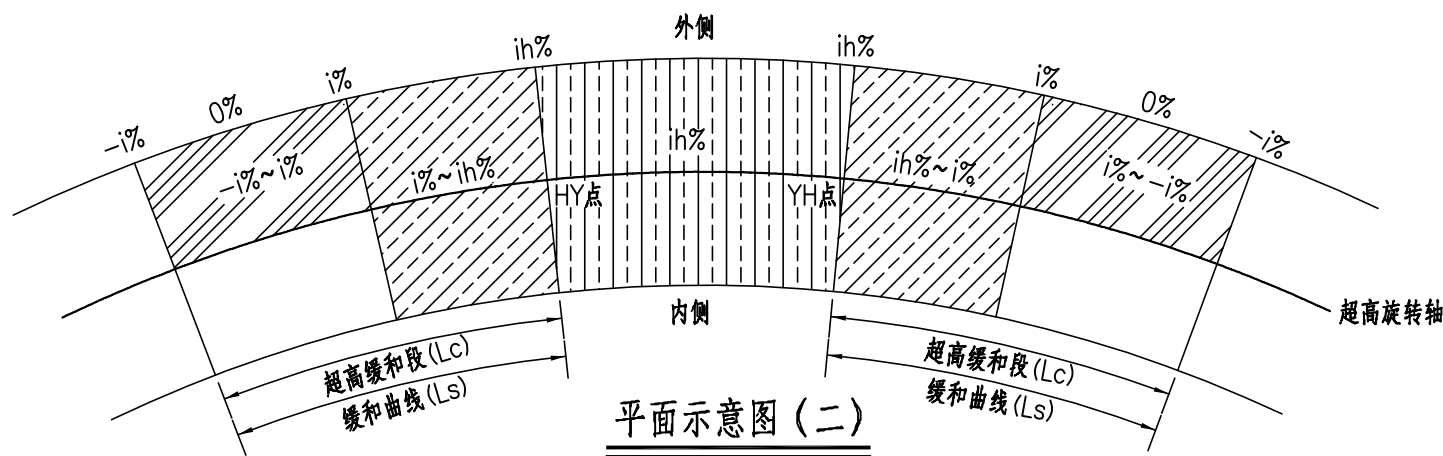 外侧
ih%
ih%
i%
i%
0%
0%
-i%
-i%
-i%~i%
i%~ih%
ih%
ih%~i%
i%~-i%
HY点
YH点
内侧
超高旋转轴
超高缓和段(Lc)
超高缓和段(Lc)
缓和曲线(Ls)
缓和曲线(Ls)
平面示意图（二）